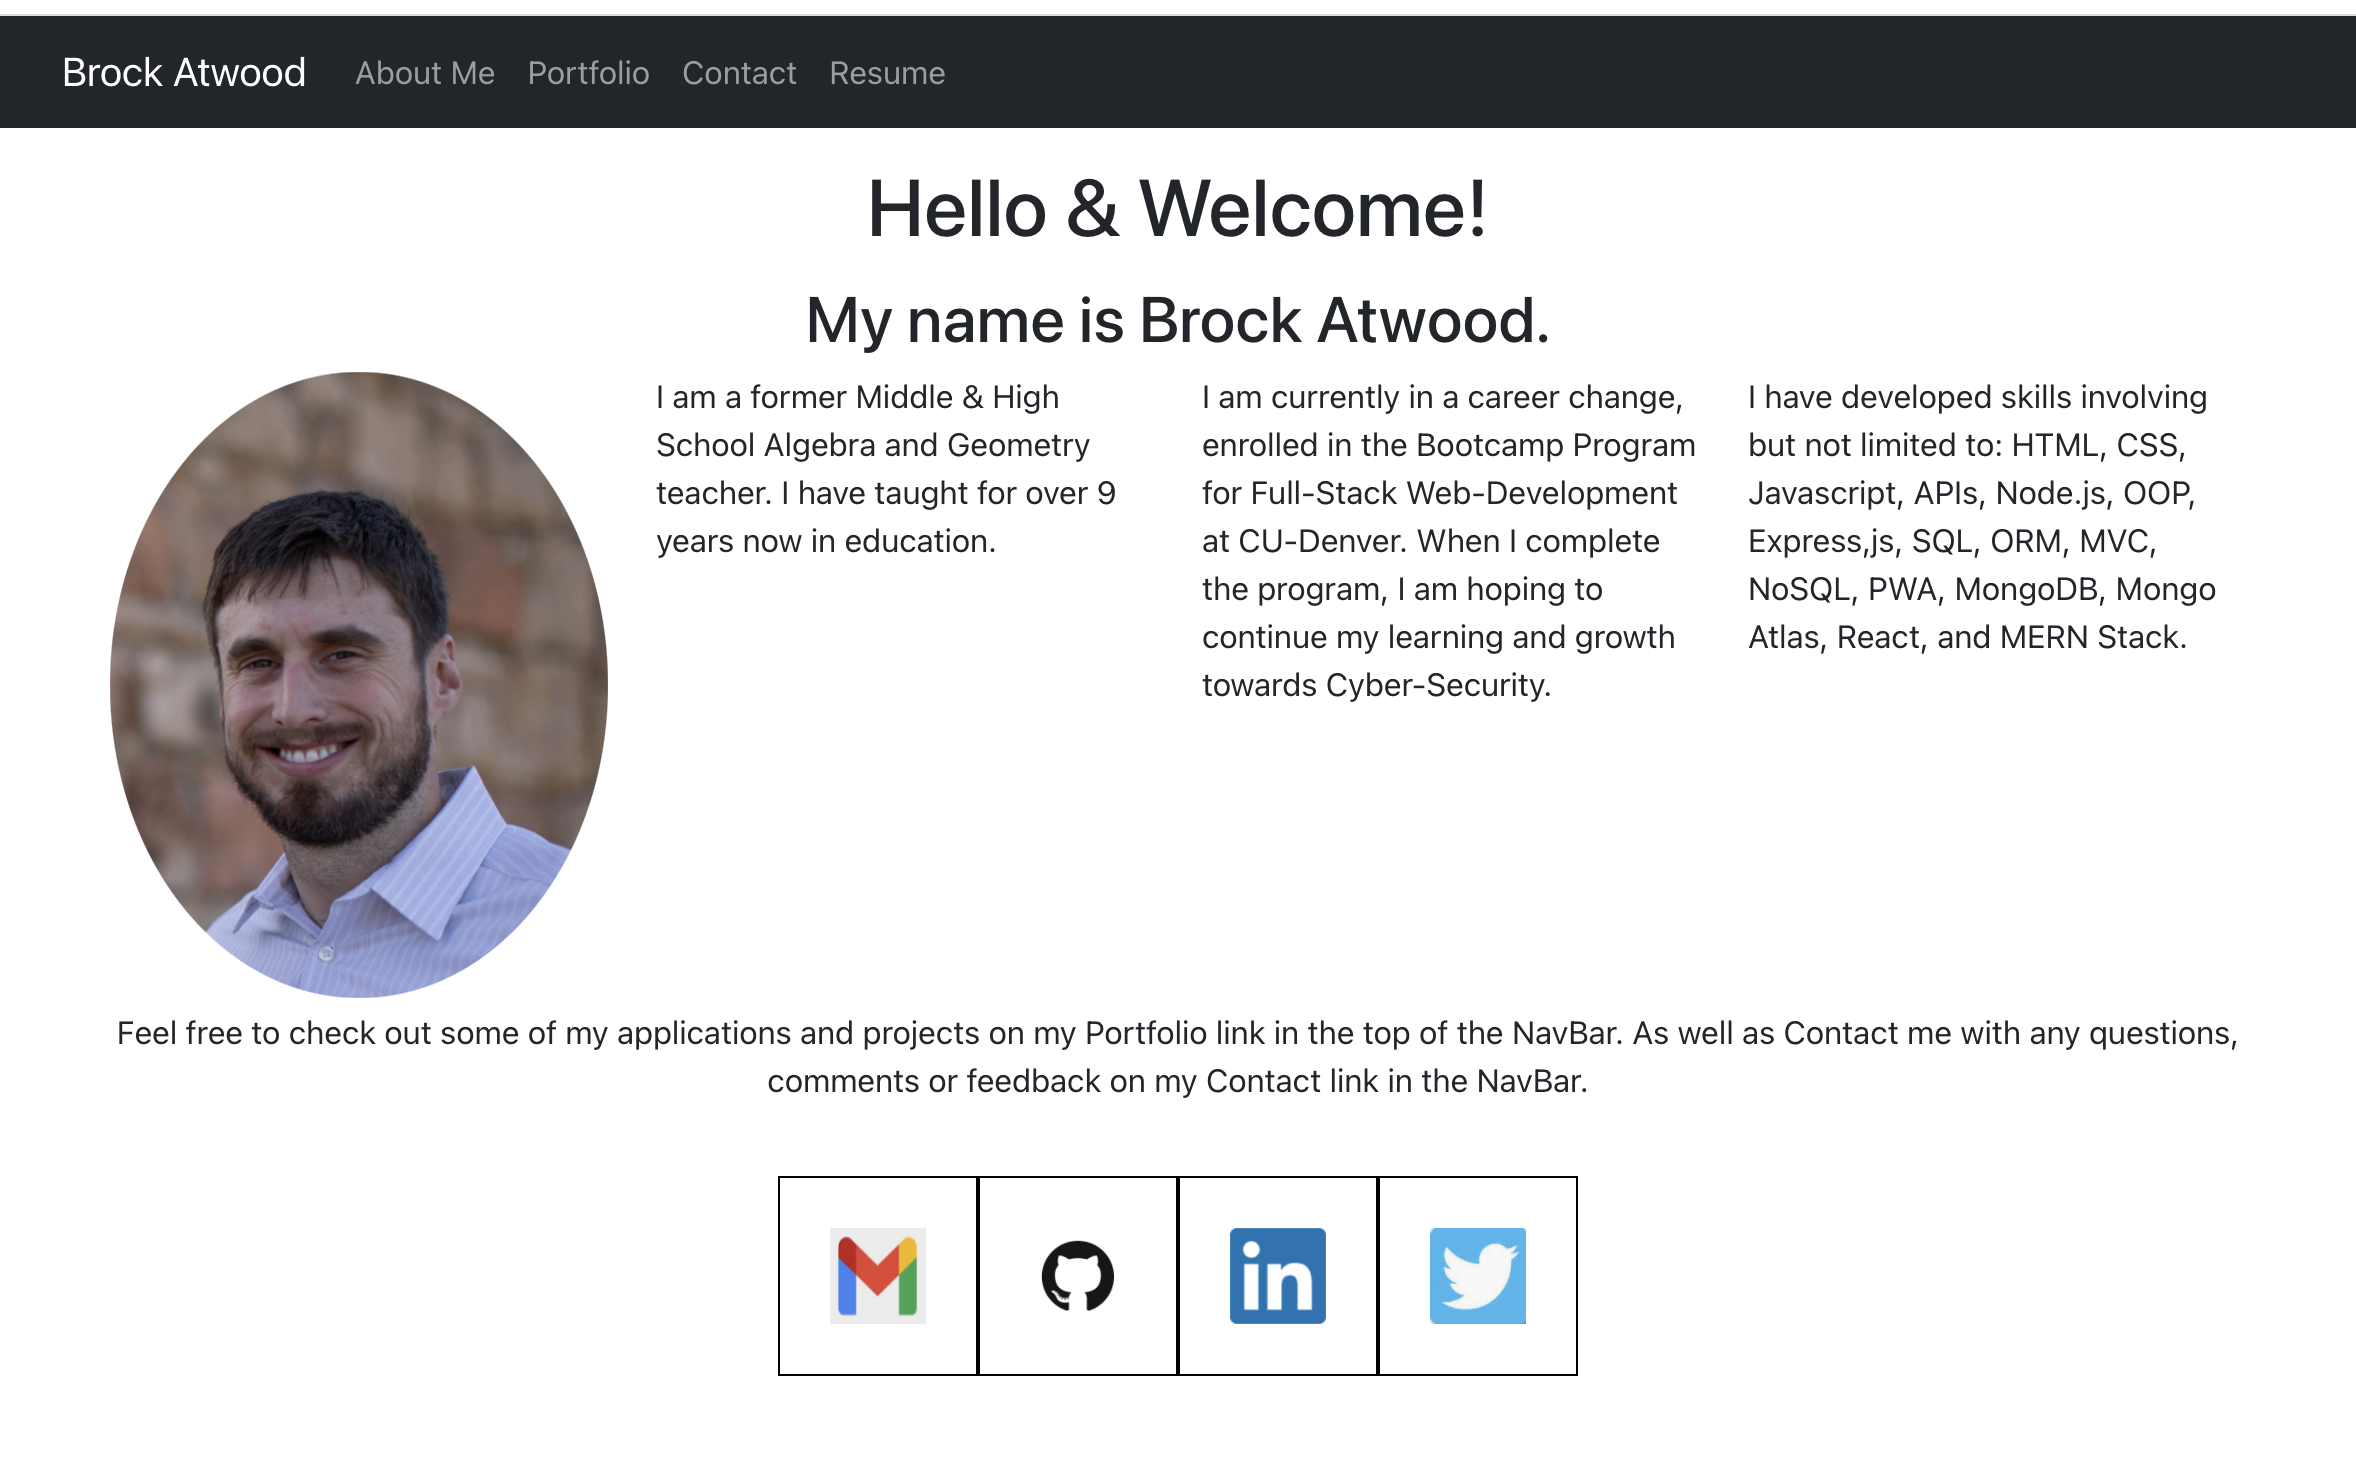 Brock Atwood About Me Portfolio Contact Resume
Hello & Welcome!
My name is Brock Atwood.
I am a former Middle & High
School Algebra and Geometry
teacher. I have taught for over 9
years now in education.
I am currently in a career change,
enrolled in the Bootcamp Program
for Full-Stack Web-Development
at CU-Denver. When I complete
the program, I am hoping to
continue my learning and growth
towards Cyber-Security.
I have developed skills involving
but not limited to: HTML, CSS,
Javascript, APIs, Node.js, OOP,
Express,js, SQL, ORM, MVC,
NoSQL, PWA, MongoDB, Mongo
Atlas, React, and MERN Stack.
Feel free to check out some of my applications and projects on my Portfolio link in the top of the NavBar. As well as Contact me with any questions,
comments or feedback on my Contact link in the NavBar.
in